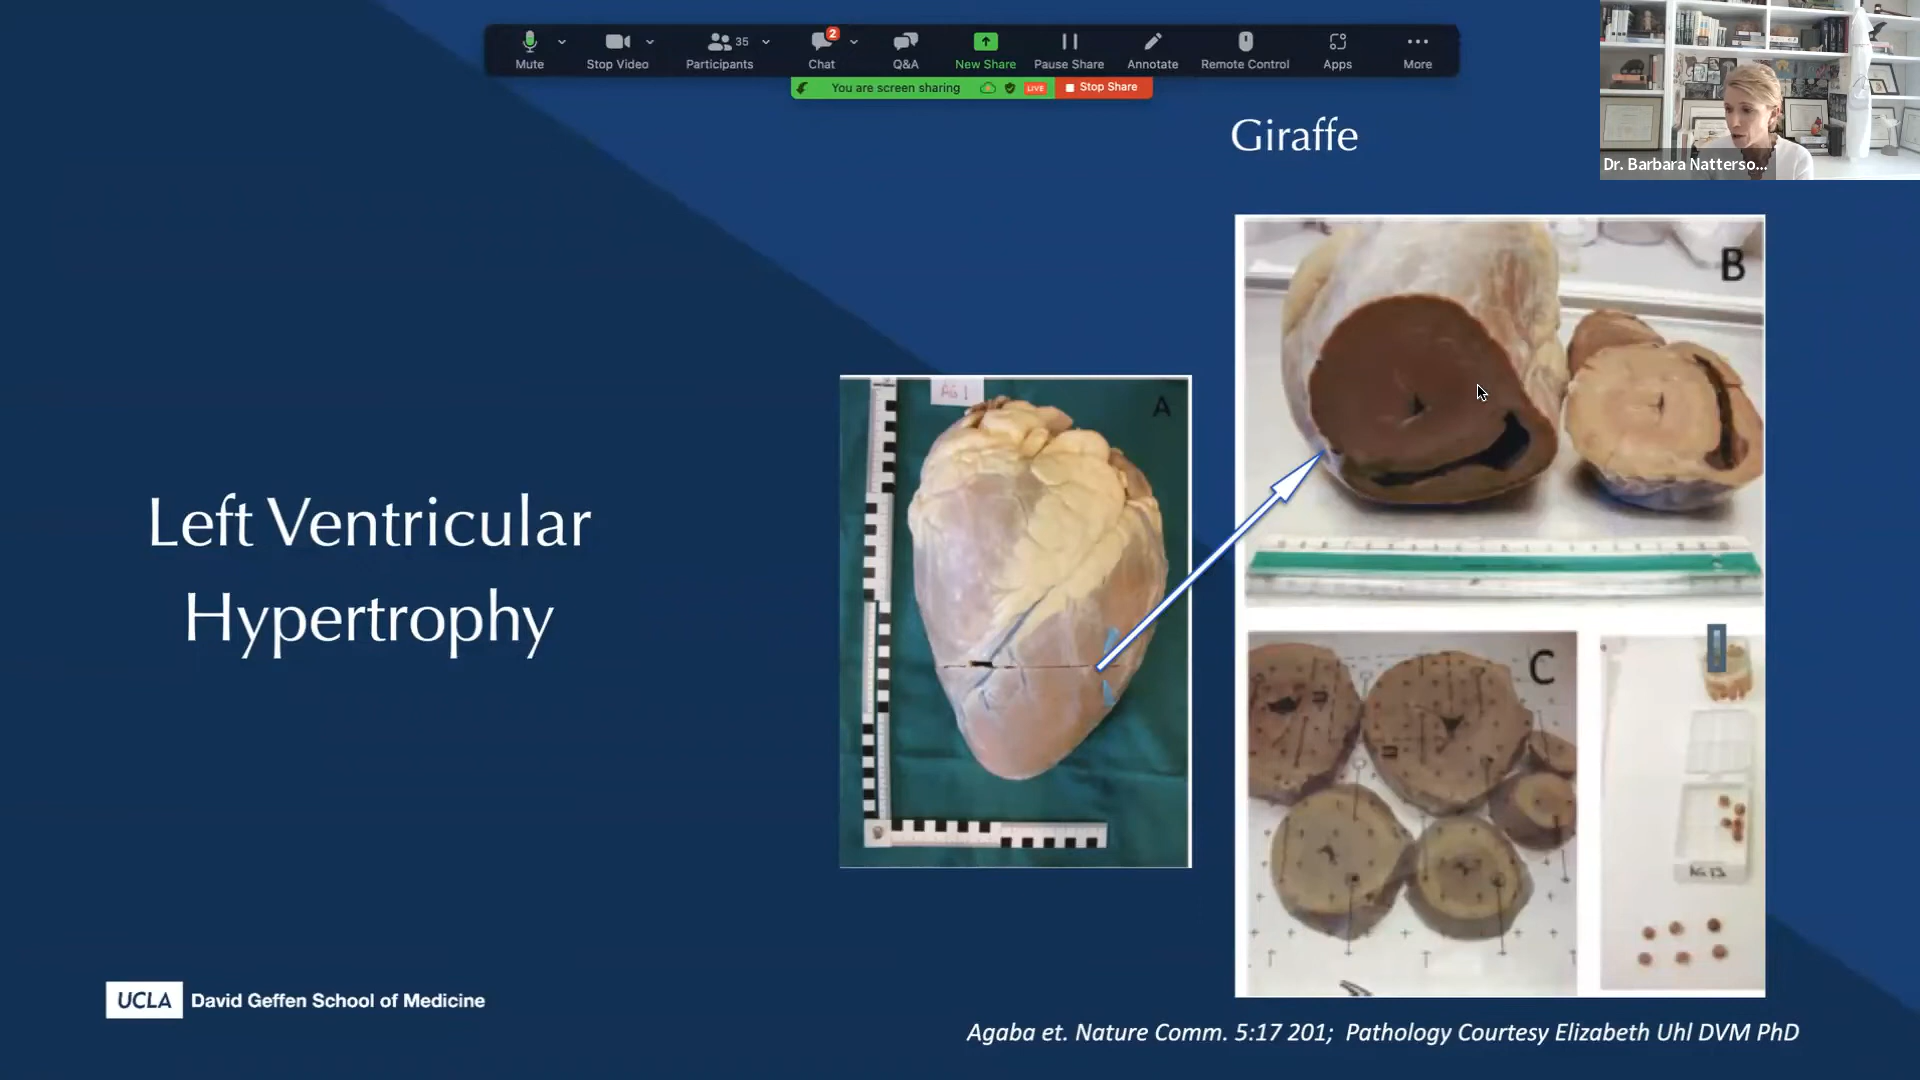 Mute
Stop Video
Participants
35
Chat
2
Q&A
New Share
Pause Share
Annotate
Remote Control
Apps
More
You are screen sharing
LIVE
Stop Share
Dr. Barbara Natterso...
Giraffe
Left Ventricular
Hypertrophy
AG 1
A
B
C
UCLA David Geffen School of Medicine
Agaba et. Nature Comm. 5:17 201; Pathology Courtesy Elizabeth Uhl DVM PhD